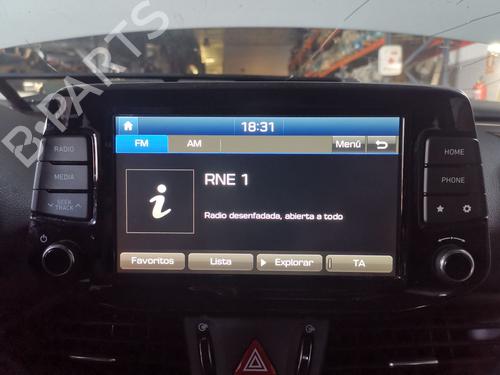 B-PARTS
18:31
FM
AM
Menú
RNE 1
Radio desenfadada, abierta a todo
Favoritos
Lista
Explorar
TA
RADIO
MEDIA
SEEK
TRACK
HOME
PHONE